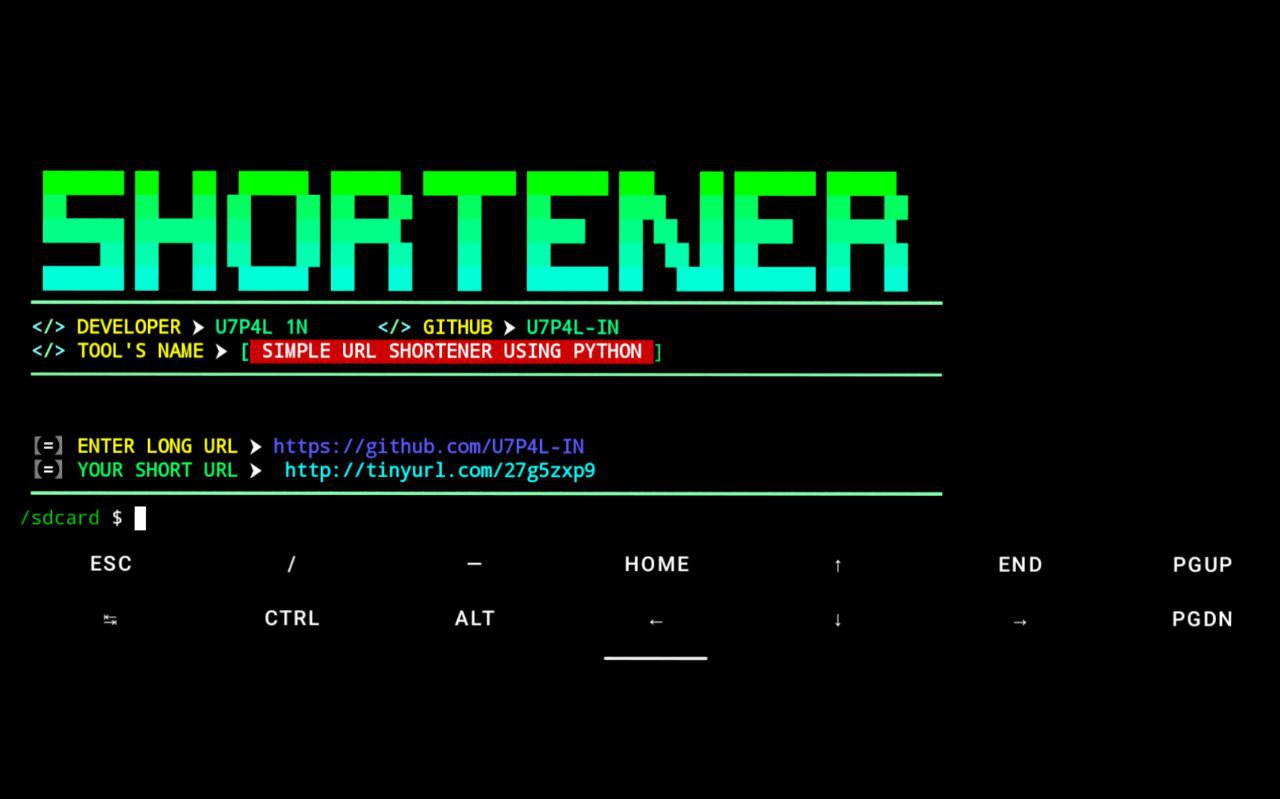 SHORTENER
</> DEVELOPER ➤ U7P4L 1N </> GITHUB ➤ U7P4L-IN
</> TOOL'S NAME ➤ [ SIMPLE URL SHORTENER USING PYTHON ]
【=】 ENTER LONG URL ➤ https://github.com/U7P4L-IN
【=】 YOUR SHORT URL ➤ http://tinyurl.com/27g5zxp9
/sdcard $
ESC / — HOME ↑ END PGUP
↹ CTRL ALT ← ↓ → PGDN